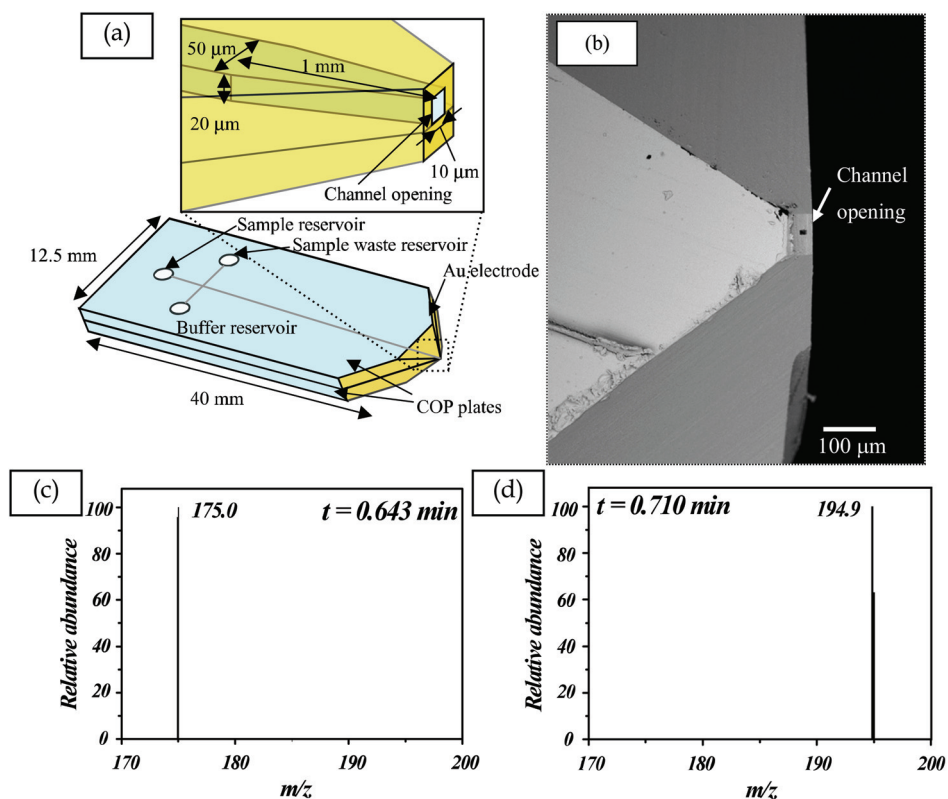 (a)
50 μm
1 mm
20 μm
10 μm
Channel opening
Sample reservoir
Sample waste reservoir
12.5 mm
Au electrode
Buffer reservoir
40 mm
COP plates
(b)
Channel
opening
100 μm
(c)
t = 0.643 min
175.0
100
80
60
40
20
0
Relative abundance
170
180
190
200
m/z
(d)
t = 0.710 min
194.9
100
80
60
40
20
0
Relative abundance
170
180
190
200
m/z